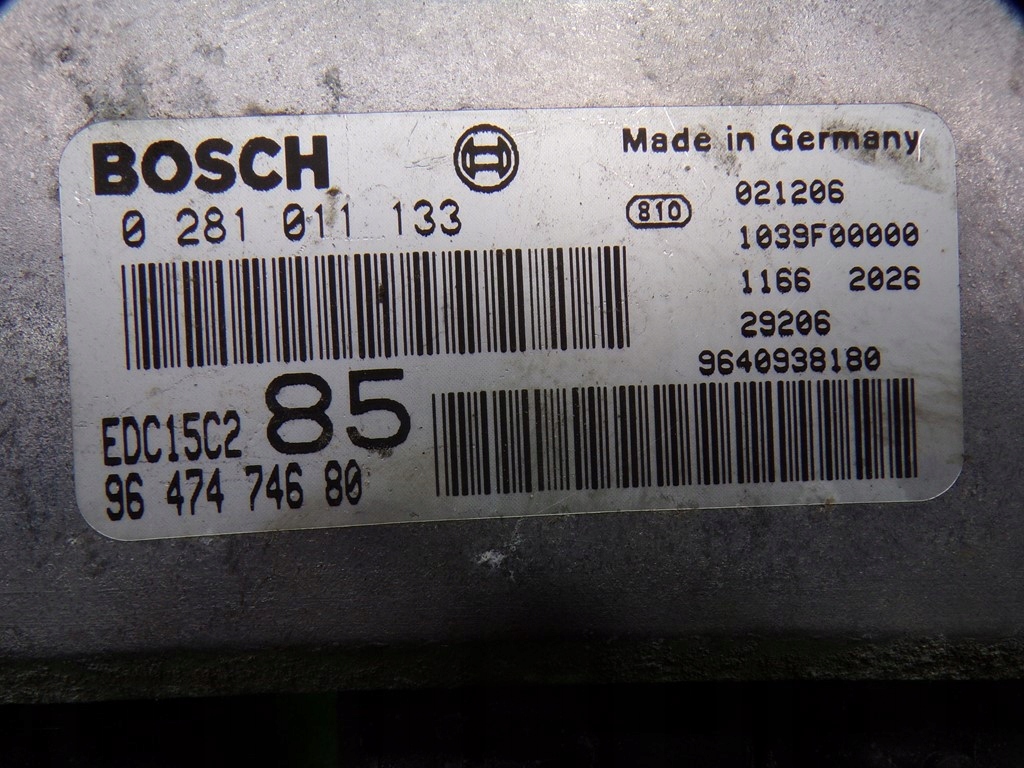 BOSCH
Made in Germany
0 281 011 133
810
021206
1039F00000
1166 2026
29206
9640938180
EDC15C2 85
96 474 746 80